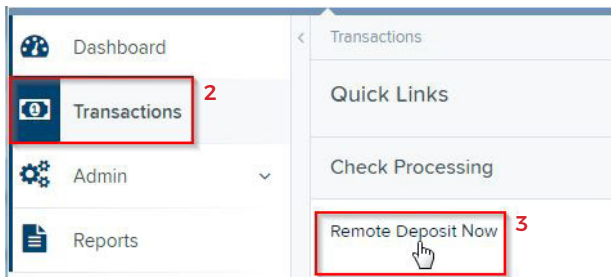 Dashboard
Transactions
2
Admin
Reports
Transactions
Quick Links
Check Processing
Remote Deposit Now
3